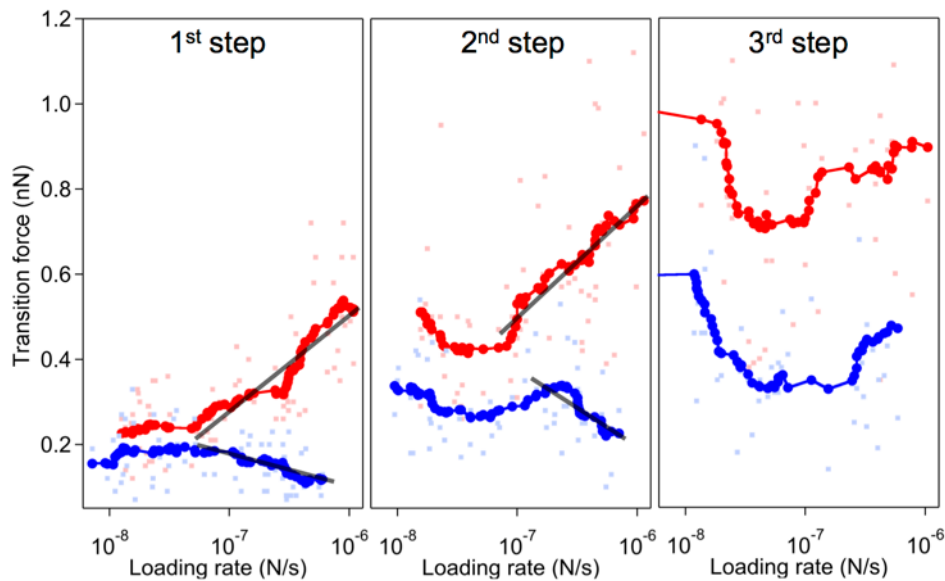 1st step
2nd step
3rd step
Transition force (nN)
1.2
1.0
0.8
0.6
0.4
0.2
10-8 10-7 10-6
10-8 10-7 10-6
10-8 10-7 10-6
Loading rate (N/s)
Loading rate (N/s)
Loading rate (N/s)